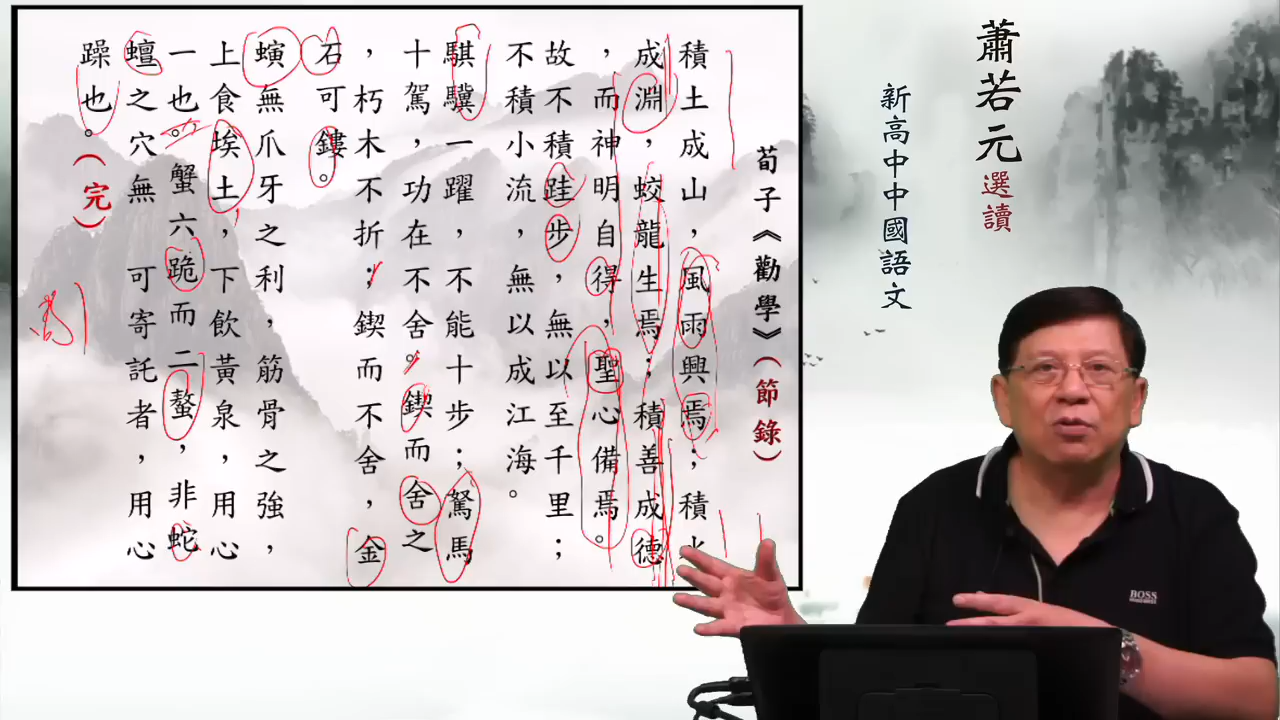 蕭若元選讀
新高中中國語文
荀子《勸學》(節錄)
積土成山,風雨興焉;積水
成淵,蛟龍生焉;積善成德
,而神明自得,聖心備焉。
故不積跬步,無以至千里;
不積小流,無以成江海。
騏驥一躍,不能十步;駑馬
十駕,功在不舍。鍥而舍之
,朽木不折;鍥而不舍,金
石可鏤。
螾無爪牙之利,筋骨之強,
上食埃土,下飲黃泉,用心
一也。蟹六跪而二螯,非蛇
蟺之穴無 可寄託者,用心
躁也。(完)
BOSS